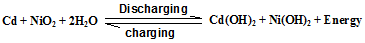 Discharging
Cd + NiO₂ + 2H₂O ⇌ Cd(OH)₂ + Ni(OH)₂ + Energy
charging